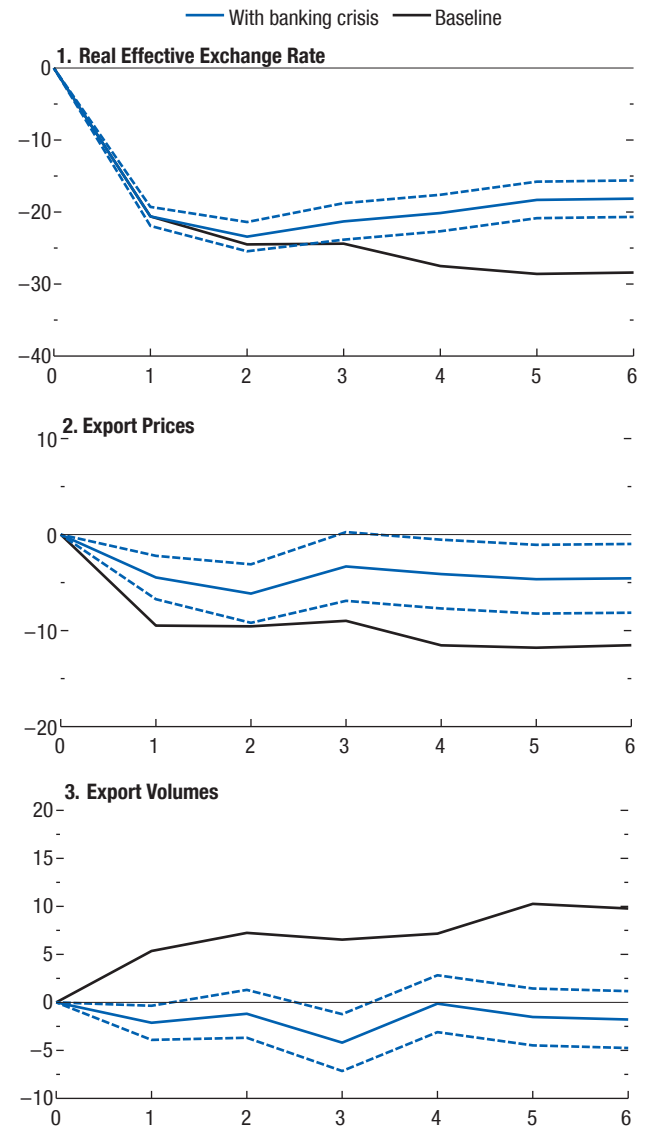 With banking crisis Baseline
1. Real Effective Exchange Rate
0
–10
–20
–30
–40
0 1 2 3 4 5 6
2. Export Prices
10
0
–10
–20
0 1 2 3 4 5 6
3. Export Volumes
20
15
10
5
0
–5
–10
0 1 2 3 4 5 6